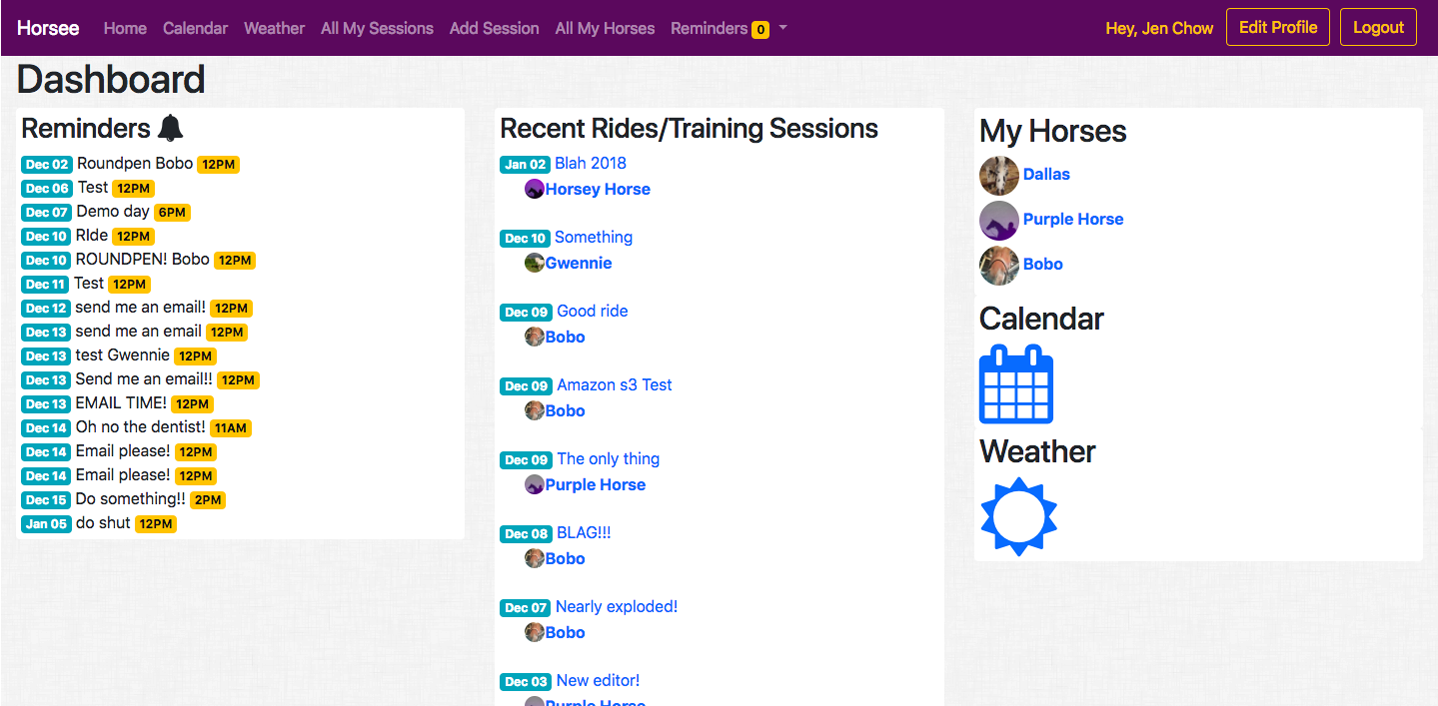 Horsee Home Calendar Weather All My Sessions Add Session All My Horses Reminders 0 Hey, Jen Chow Edit Profile Logout
Dashboard
Reminders
Dec 02 Roundpen Bobo 12PM
Dec 06 Test 12PM
Dec 07 Demo day 6PM
Dec 10 RIde 12PM
Dec 10 ROUNDPEN! Bobo 12PM
Dec 11 Test 12PM
Dec 12 send me an email! 12PM
Dec 13 send me an email 12PM
Dec 13 test Gwennie 12PM
Dec 13 Send me an email!! 12PM
Dec 13 EMAIL TIME! 12PM
Dec 14 Oh no the dentist! 11AM
Dec 14 Email please! 12PM
Dec 14 Email please! 12PM
Dec 15 Do something!! 2PM
Jan 05 do shut 12PM
Recent Rides/Training Sessions
Jan 02 Blah 2018
Horsey Horse
Dec 10 Something
Gwennie
Dec 09 Good ride
Bobo
Dec 09 Amazon s3 Test
Bobo
Dec 09 The only thing
Purple Horse
Dec 08 BLAG!!!
Bobo
Dec 07 Nearly exploded!
Bobo
Dec 03 New editor!
Purple Horse
My Horses
Dallas
Purple Horse
Bobo
Calendar
Weather